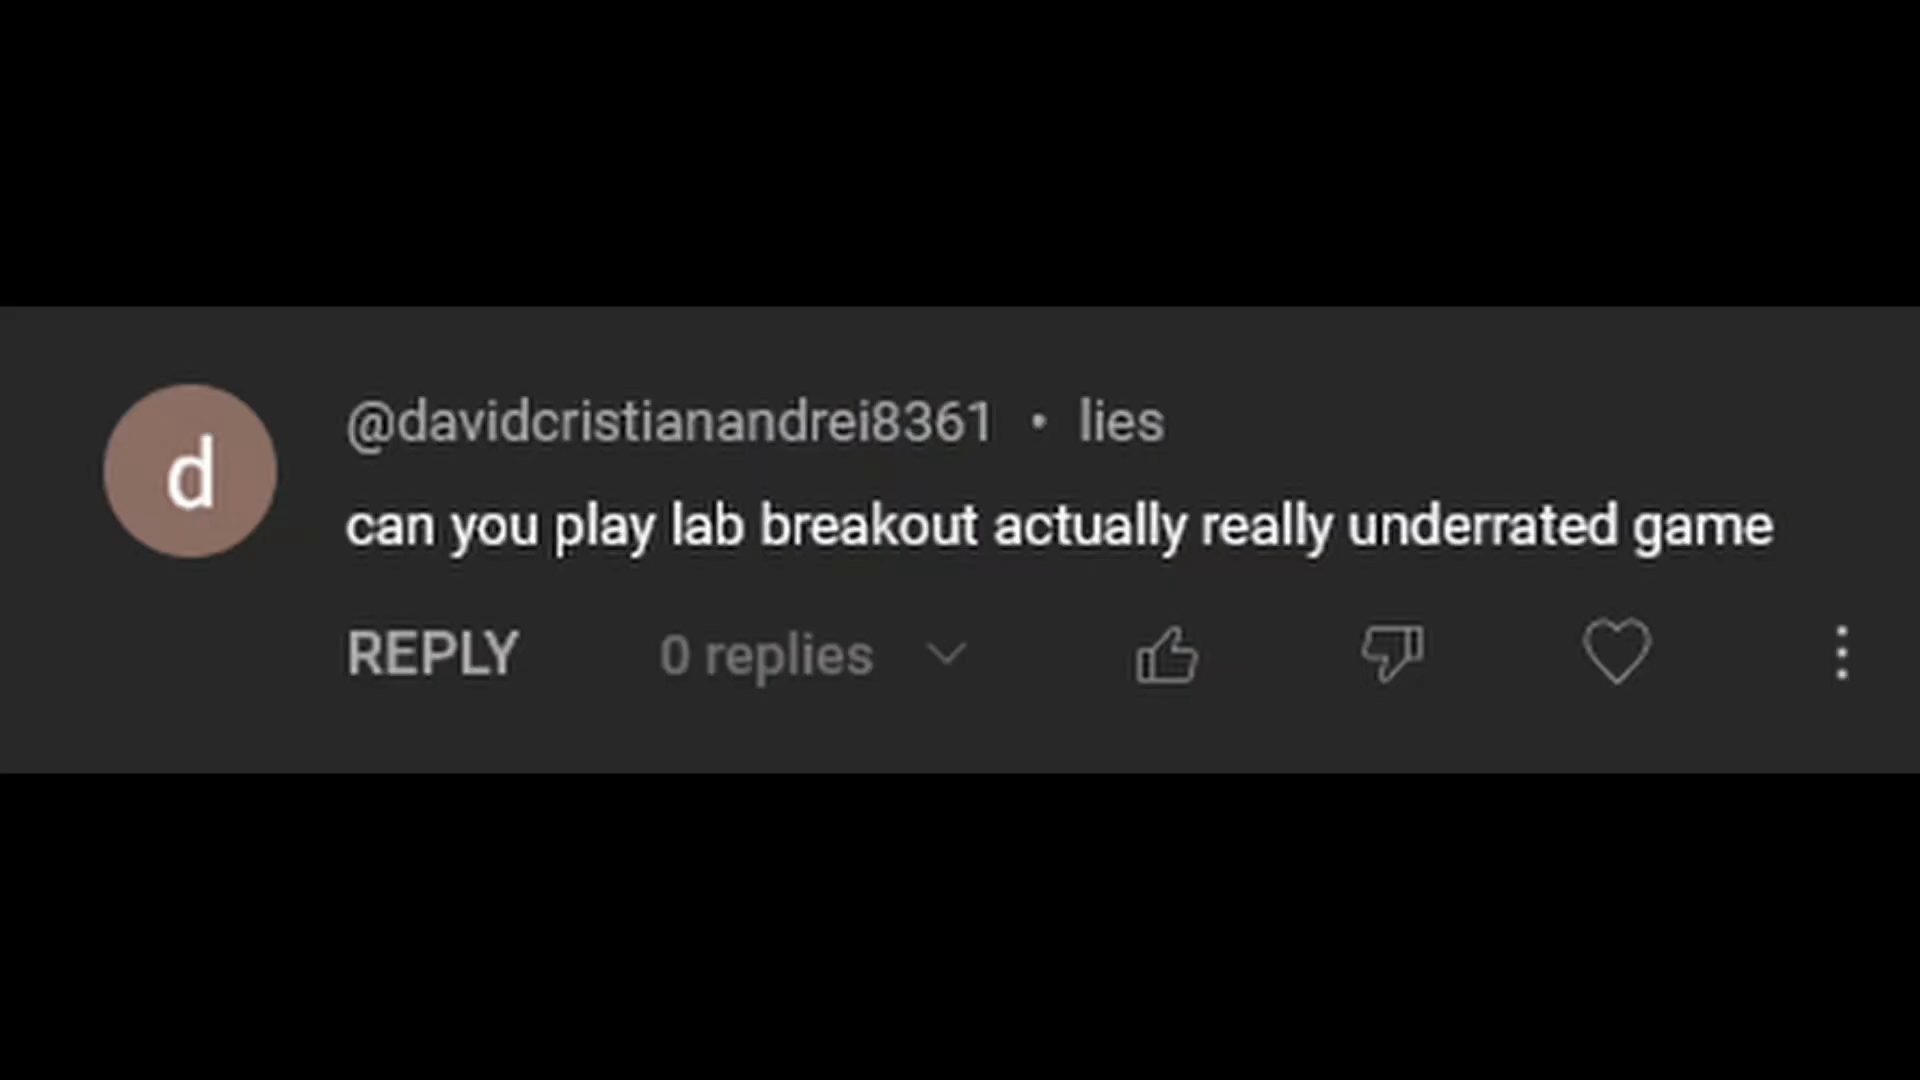 d
@davidcristianandrei8361 • lies
can you play lab breakout actually really underrated game
REPLY 0 replies